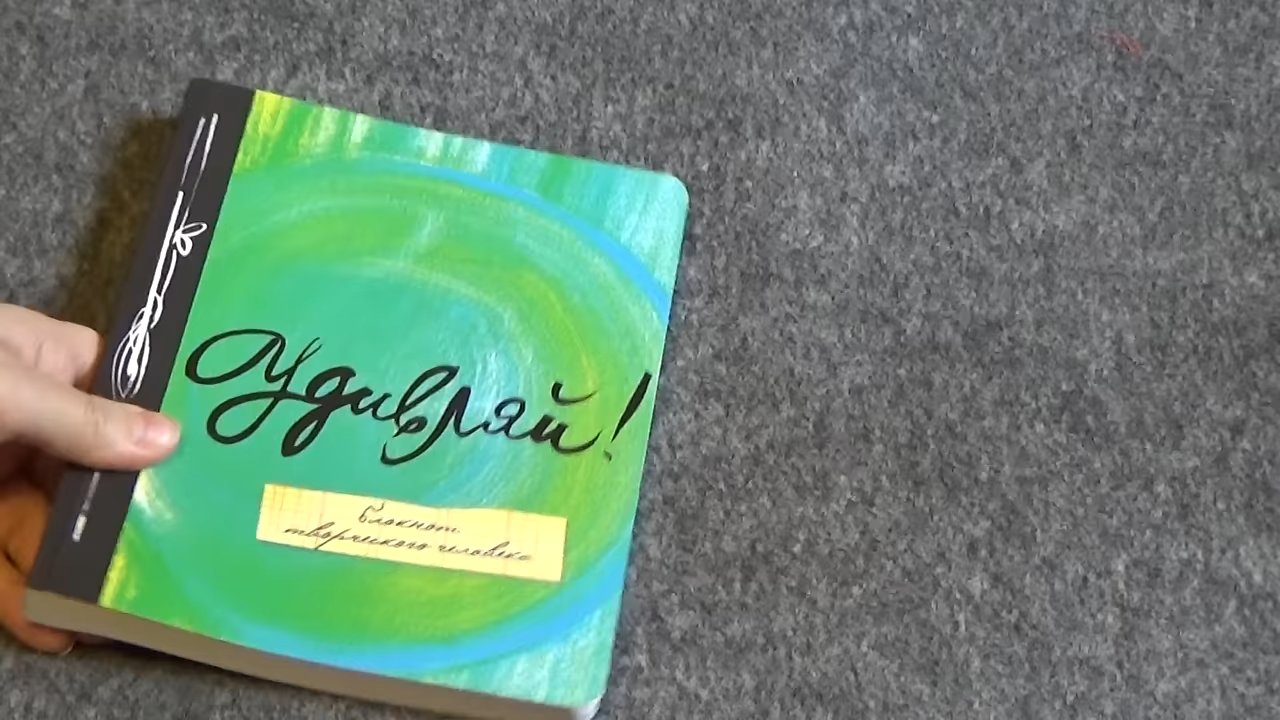 Удивляй!
Блокнот
творческого человека